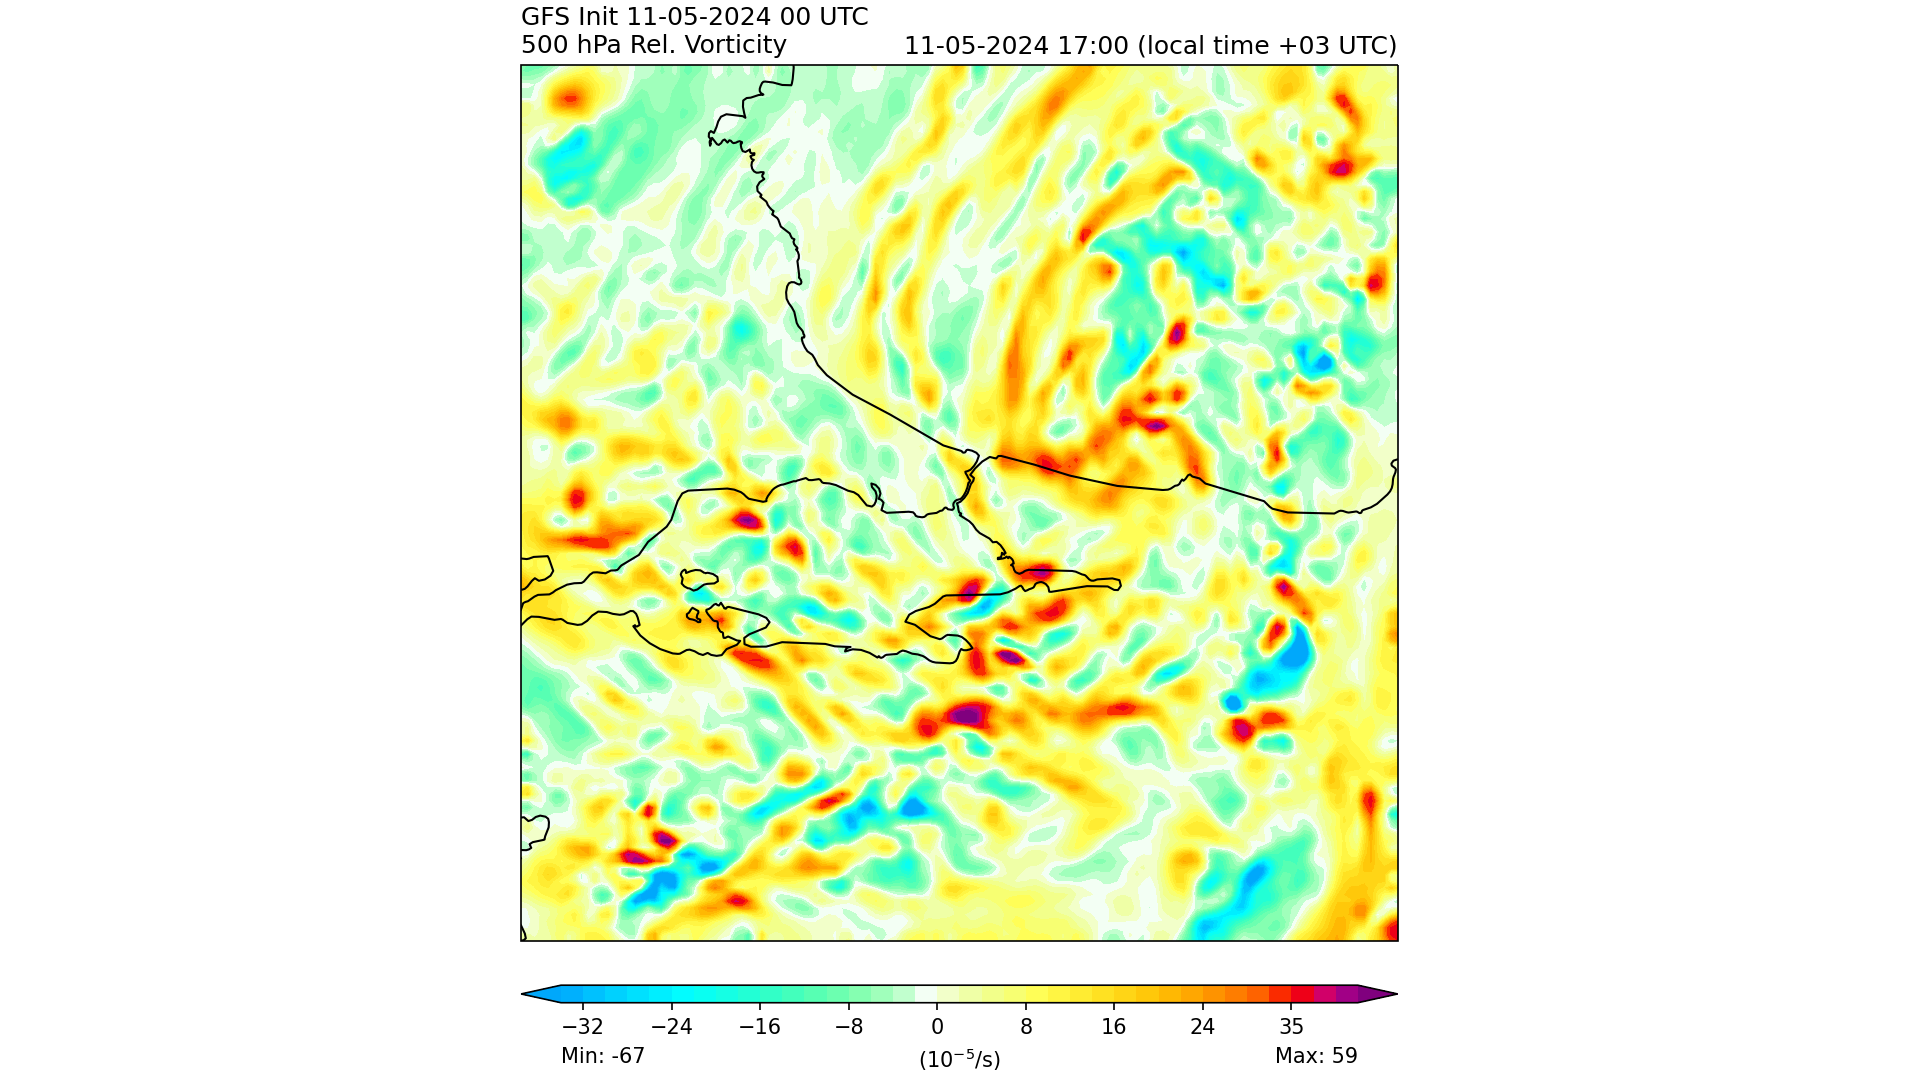 GFS Init 11-05-2024 00 UTC
500 hPa Rel. Vorticity
11-05-2024 17:00 (local time +03 UTC)
−32 −24 −16 −8 0 8 16 24 35
Min: -67
(10⁻⁵/s)
Max: 59